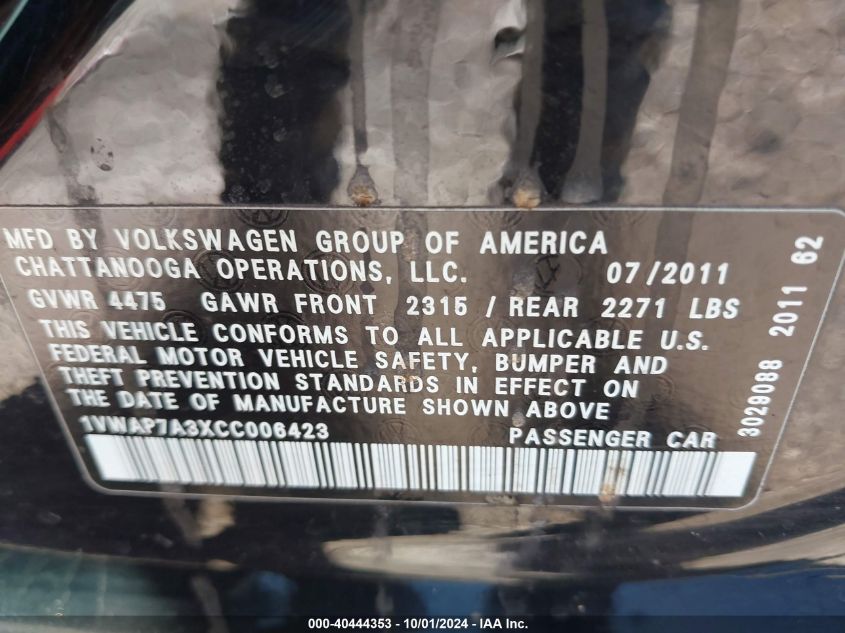 MFD BY VOLKSWAGEN GROUP OF AMERICA
CHATTANOOGA OPERATIONS, LLC. 07/2011
GVWR 4475 GAWR FRONT 2315 / REAR 2271 LBS
THIS VEHICLE CONFORMS TO ALL APPLICABLE U.S.
FEDERAL MOTOR VEHICLE SAFETY, BUMPER AND
THEFT PREVENTION STANDARDS IN EFFECT ON
THE DATE OF MANUFACTURE SHOWN ABOVE
1VWAP7A3XCC006423 PASSENGER CAR
3029088 2011 62
000-40444353 - 10/01/2024 - IAA Inc.